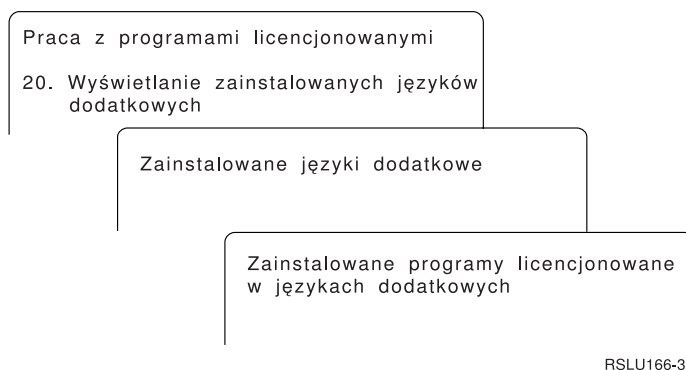 Praca z programami licencjonowanymi
20. Wyświetlanie zainstalowanych języków
dodatkowych
Zainstalowane języki dodatkowe
Zainstalowane programy licencjonowane
w językach dodatkowych
RSLU166-3